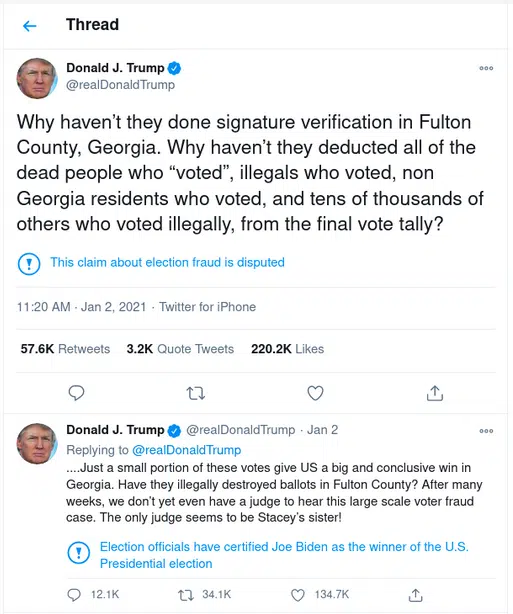 Thread
Donald J. Trump
@realDonaldTrump
Why haven’t they done signature verification in Fulton
County, Georgia. Why haven’t they deducted all of the
dead people who “voted”, illegals who voted, non
Georgia residents who voted, and tens of thousands of
others who voted illegally, from the final vote tally?
This claim about election fraud is disputed
11:20 AM · Jan 2, 2021 · Twitter for iPhone
57.6K Retweets 3.2K Quote Tweets 220.2K Likes
Donald J. Trump @realDonaldTrump · Jan 2
Replying to @realDonaldTrump
....Just a small portion of these votes give US a big and conclusive win in
Georgia. Have they illegally destroyed ballots in Fulton County? After many
weeks, we don’t yet even have a judge to hear this large scale voter fraud
case. The only judge seems to be Stacey’s sister!
Election officials have certified Joe Biden as the winner of the U.S.
Presidential election
12.1K 34.1K 134.7K